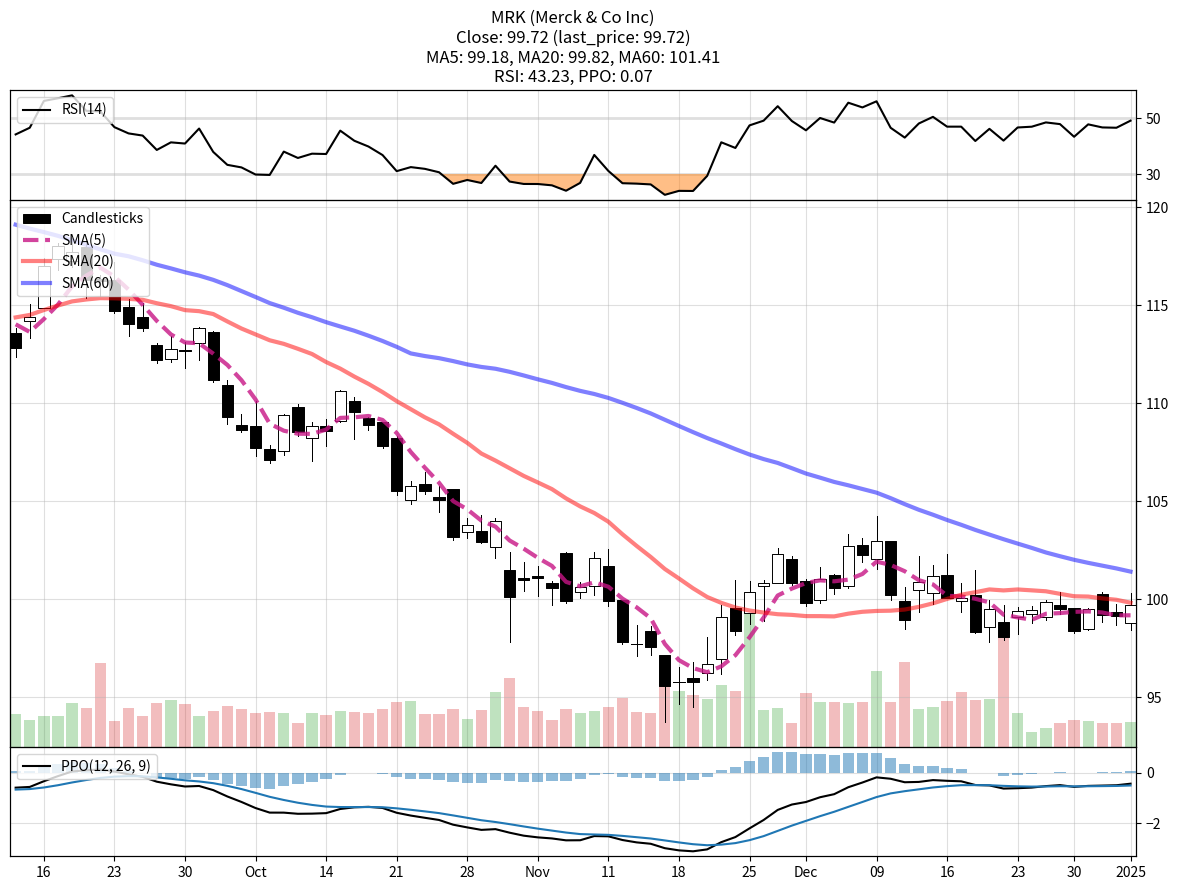 MRK (Merck & Co Inc)
Close: 99.72 (last_price: 99.72)
MA5: 99.18, MA20: 99.82, MA60: 101.41
RSI: 43.23, PPO: 0.07
RSI(14)
50
30
Candlesticks
SMA(5)
SMA(20)
SMA(60)
120
115
110
105
100
95
PPO(12, 26, 9)
0
−2
16 23 30 Oct 14 21 28 Nov 11 18 25 Dec 09 16 23 30 2025